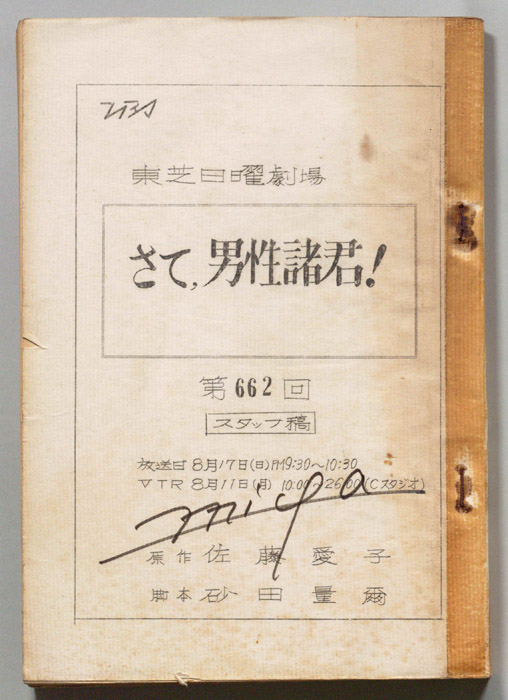 TBS
東芝日曜劇場
さて,男性諸君!
第662回
スタッフ稿
放送日 8月17日(日)PM9:30~10:30
VTR 8月11日(月) 10:00~26:00(Cスタジオ)
miya
原作 佐藤愛子
脚本 砂田量爾